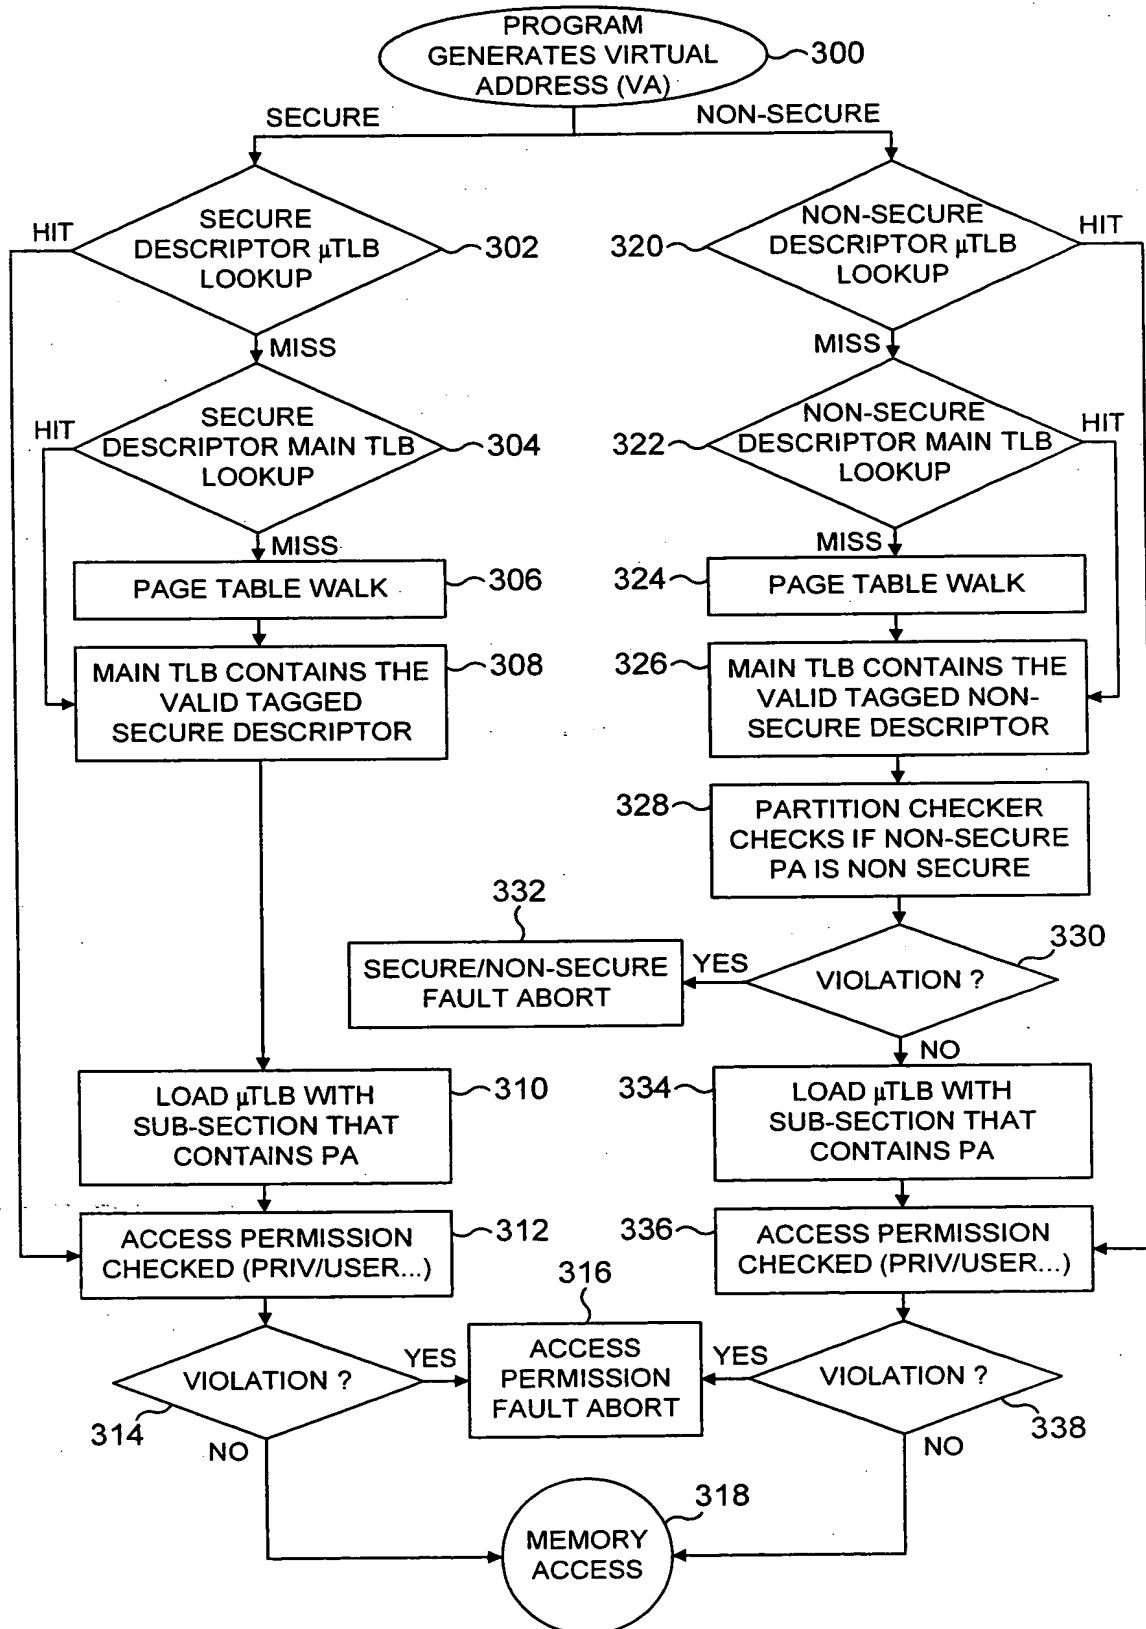 PROGRAM
GENERATES VIRTUAL
ADDRESS (VA)
300
SECURE
NON-SECURE
HIT
SECURE
DESCRIPTOR μTLB
LOOKUP
302
320
NON-SECURE
DESCRIPTOR μTLB
LOOKUP
HIT
MISS
MISS
HIT
SECURE
DESCRIPTOR MAIN TLB
LOOKUP
304
322
NON-SECURE
DESCRIPTOR MAIN TLB
LOOKUP
HIT
MISS
MISS
PAGE TABLE WALK
306
324
PAGE TABLE WALK
MAIN TLB CONTAINS THE
VALID TAGGED
SECURE DESCRIPTOR
308
326
MAIN TLB CONTAINS THE
VALID TAGGED NON-
SECURE DESCRIPTOR
328
PARTITION CHECKER
CHECKS IF NON-SECURE
PA IS NON SECURE
332
SECURE/NON-SECURE
FAULT ABORT
YES
VIOLATION ?
330
NO
LOAD μTLB WITH
SUB-SECTION THAT
CONTAINS PA
310
334
LOAD μTLB WITH
SUB-SECTION THAT
CONTAINS PA
ACCESS PERMISSION
CHECKED (PRIV/USER...)
312
336
ACCESS PERMISSION
CHECKED (PRIV/USER...)
316
VIOLATION ?
YES
ACCESS
PERMISSION
FAULT ABORT
YES
VIOLATION ?
314
338
NO
NO
MEMORY
ACCESS
318